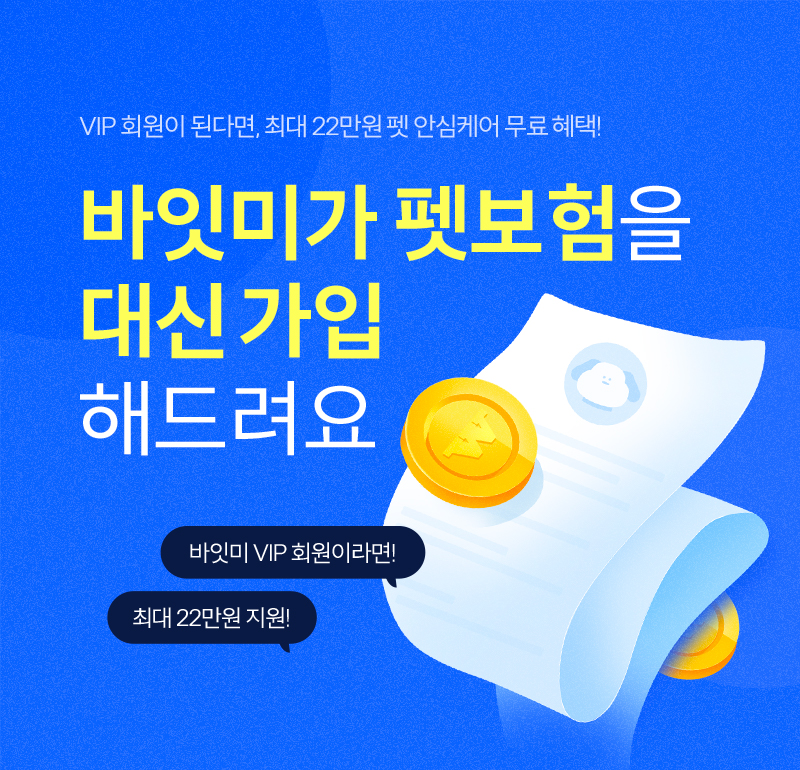 VIP 회원이 된다면, 최대 22만원 펫 안심케어 무료 혜택!
바잇미가 펫보험을
대신 가입
해드려요
바잇미 VIP 회원이라면!
최대 22만원 지원!